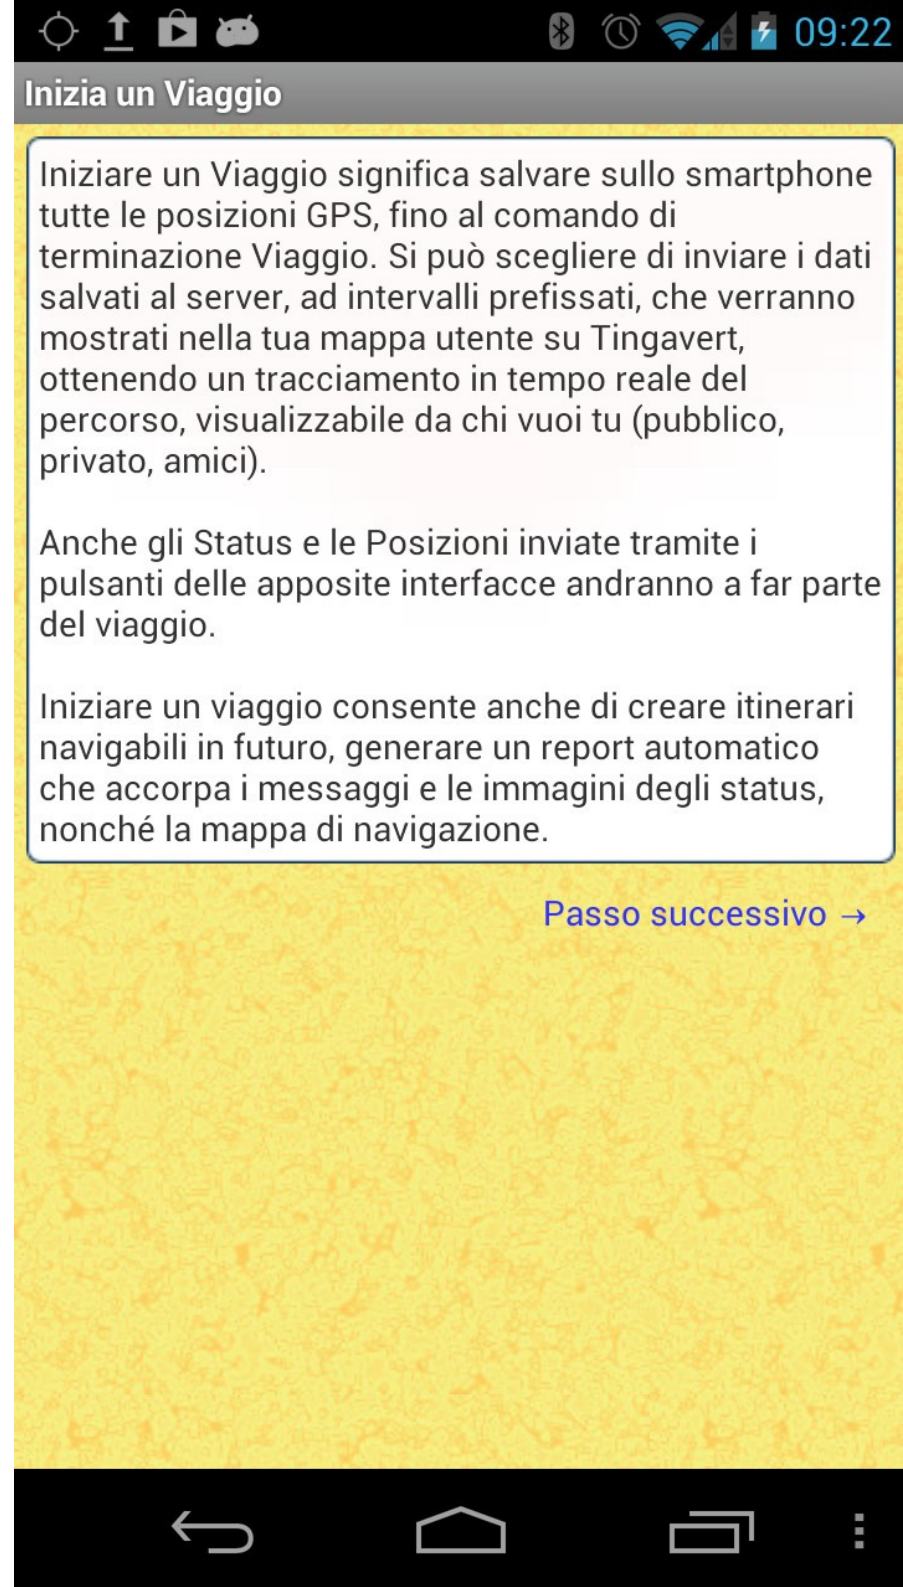 09:22
Inizia un Viaggio
Iniziare un Viaggio significa salvare sullo smartphone
tutte le posizioni GPS, fino al comando di
terminazione Viaggio. Si può scegliere di inviare i dati
salvati al server, ad intervalli prefissati, che verranno
mostrati nella tua mappa utente su Tingavert,
ottenendo un tracciamento in tempo reale del
percorso, visualizzabile da chi vuoi tu (pubblico,
privato, amici).
Anche gli Status e le Posizioni inviate tramite i
pulsanti delle apposite interfacce andranno a far parte
del viaggio.
Iniziare un viaggio consente anche di creare itinerari
navigabili in futuro, generare un report automatico
che accorpa i messaggi e le immagini degli status,
nonché la mappa di navigazione.
Passo successivo →